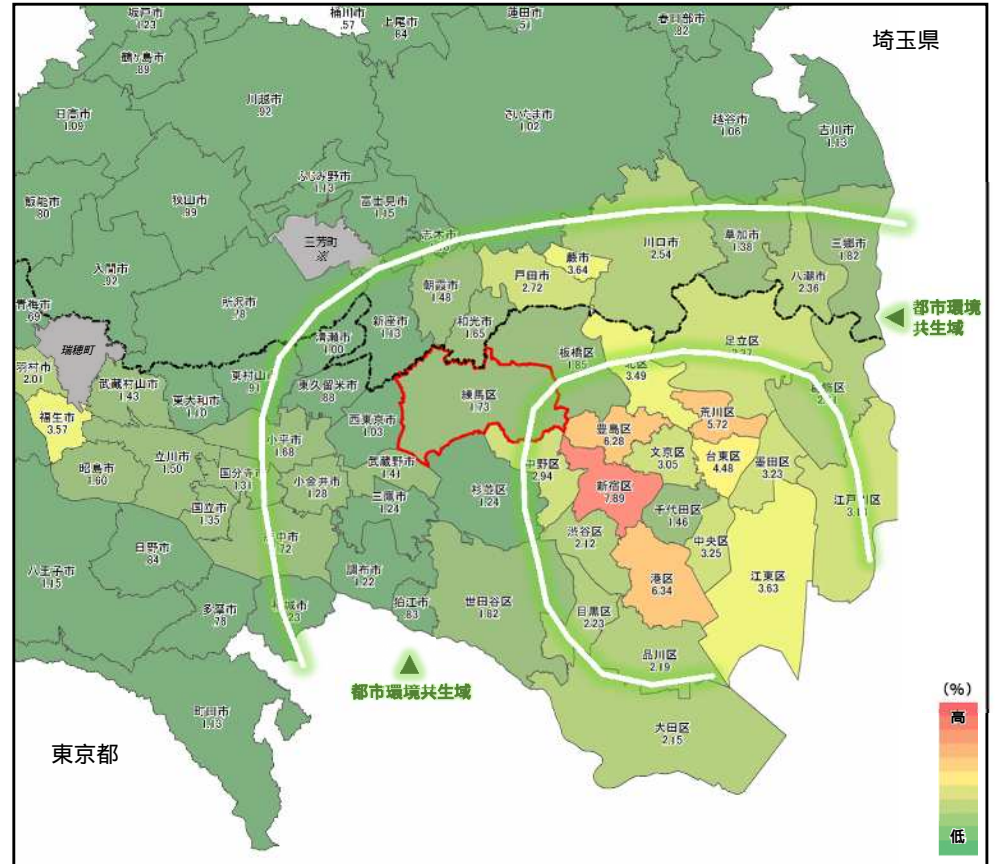 坂戸市
1.23
桶川市
.57
上尾市
.84
蓮田市
.51
春日部市
.82
埼玉県
鶴ヶ島市
.89
川越市
.92
さいたま市
1.02
越谷市
1.06
吉川市
1.13
日高市
1.09
ふじみ野市
1.13
富士見市
1.15
飯能市
.80
狭山市
.99
三芳町
※
志木市
川口市
2.54
草加市
1.38
三郷市
1.82
蕨市
3.64
戸田市
2.72
八潮市
2.36
入間市
.92
所沢市
.78
朝霞市
1.48
和光市
1.65
新座市
1.13
清瀬市
1.00
都市環境
共生域
青梅市
.69
瑞穂町
足立区
板橋区
1.85
北区
3.49
羽村市
2.01
武蔵村山市
1.43
東村山
.91
東大和市
1.10
東久留米市
.88
練馬区
1.73
福生市
3.57
西東京市
1.03
豊島区
6.28
荒川区
5.72
文京区
3.05
台東区
4.48
墨田区
3.23
昭島市
1.60
立川市
1.50
小平市
1.68
国分寺
1.31
小金井市
1.28
武蔵野市
1.41
三鷹市
1.24
杉並区
1.24
中野区
2.94
新宿区
7.89
千代田区
1.46
江戸川区
国立市
1.35
渋谷区
2.12
中央区
3.25
日野市
.84
八王子市
1.15
調布市
1.22
狛江市
.83
世田谷区
1.82
港区
6.34
江東区
3.63
多摩市
.78
目黒区
2.23
品川区
2.19
都市環境共生域
町田市
1.13
大田区
2.15
東京都
(%)
高
低